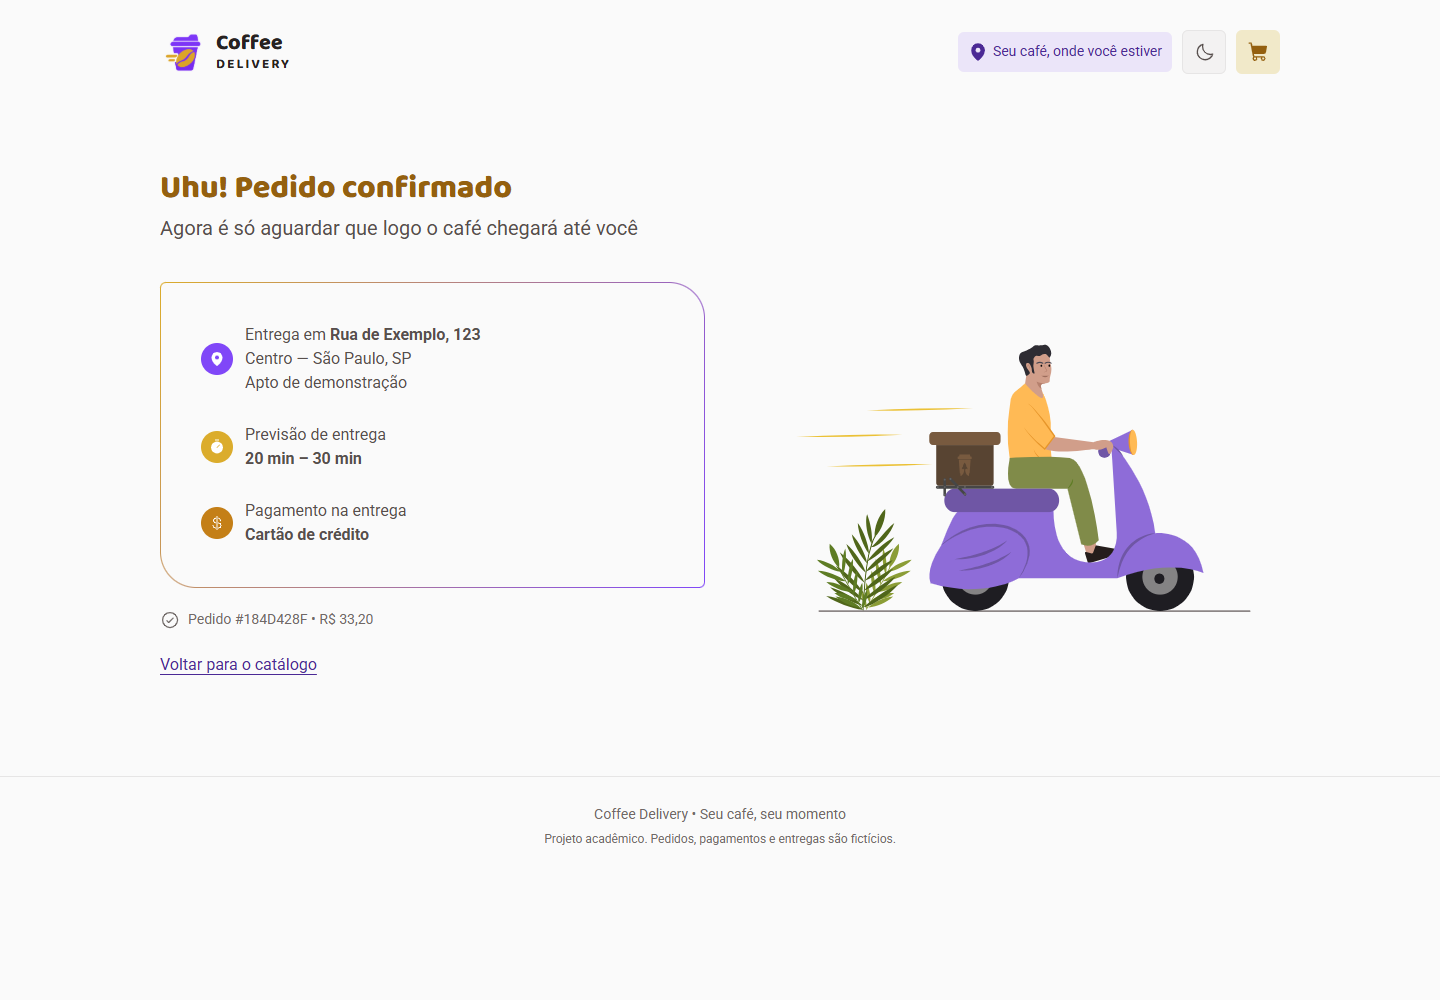 Coffee
DELIVERY
Seu café, onde você estiver
Uhu! Pedido confirmado
Agora é só aguardar que logo o café chegará até você
Entrega em Rua de Exemplo, 123
Centro — São Paulo, SP
Apto de demonstração
Previsão de entrega
20 min – 30 min
Pagamento na entrega
Cartão de crédito
Pedido #184D428F • R$ 33,20
Voltar para o catálogo
Coffee Delivery • Seu café, seu momento
Projeto acadêmico. Pedidos, pagamentos e entregas são fictícios.